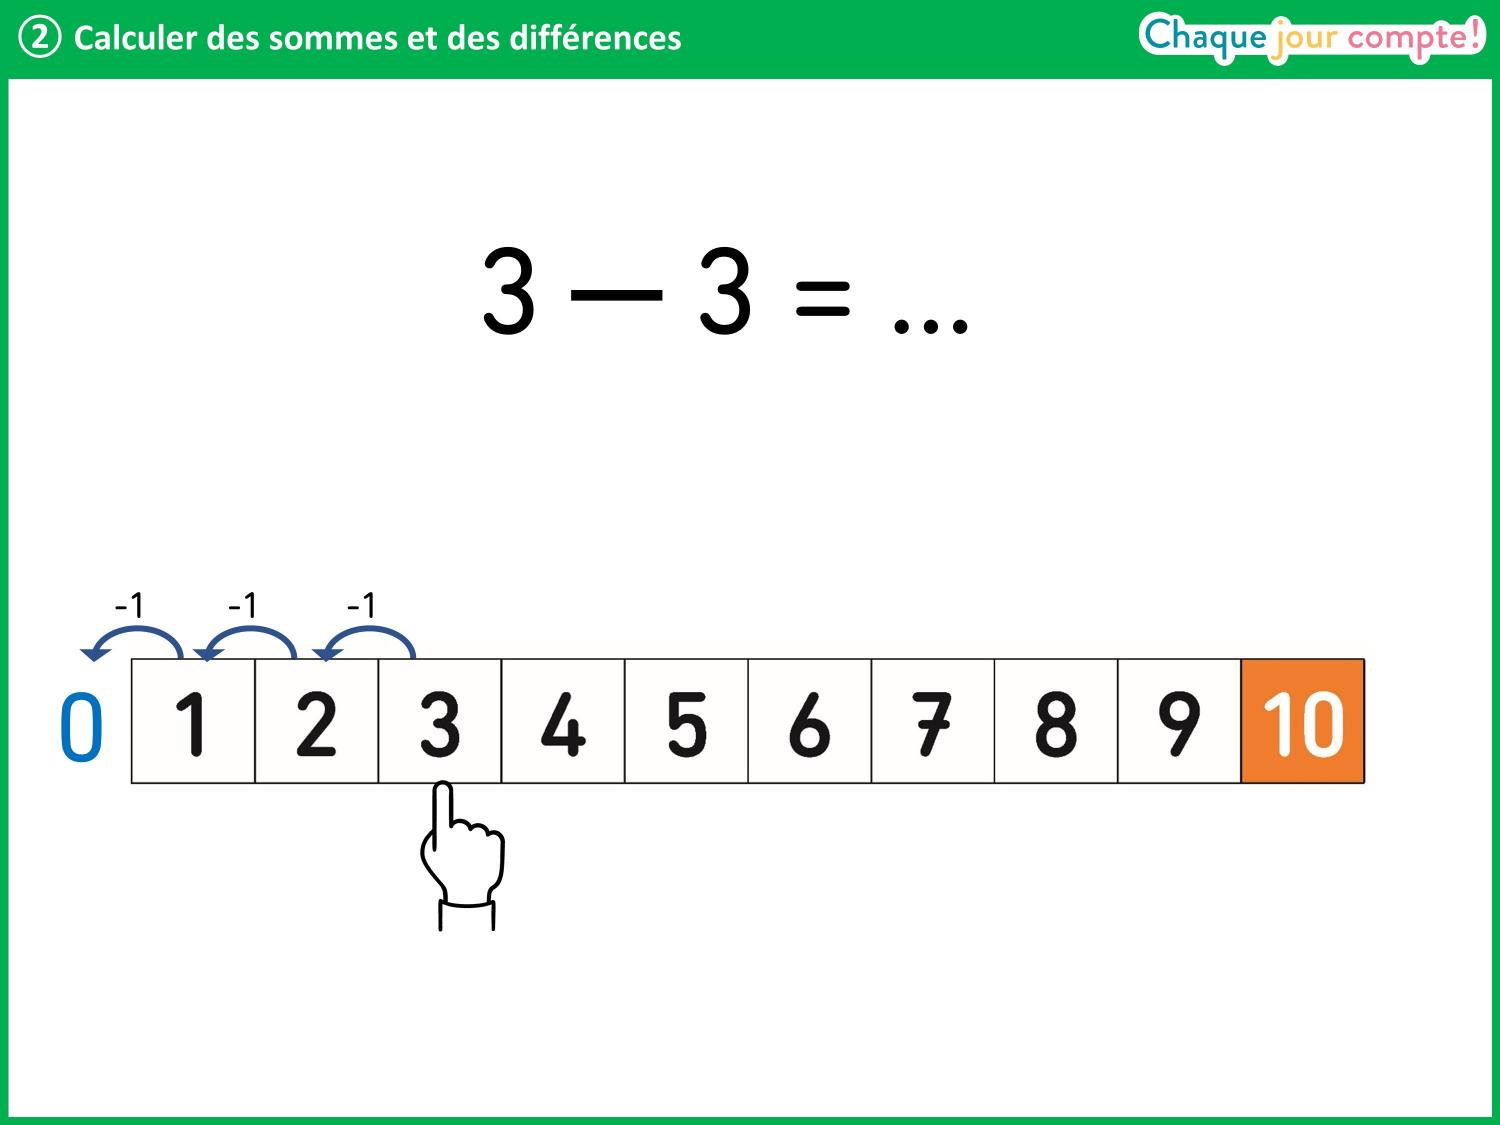 ② Calculer des sommes et des différences
Chaque jour compte!
3 — 3 = ...
-1 -1 -1
0 1 2 3 4 5 6 7 8 9 10